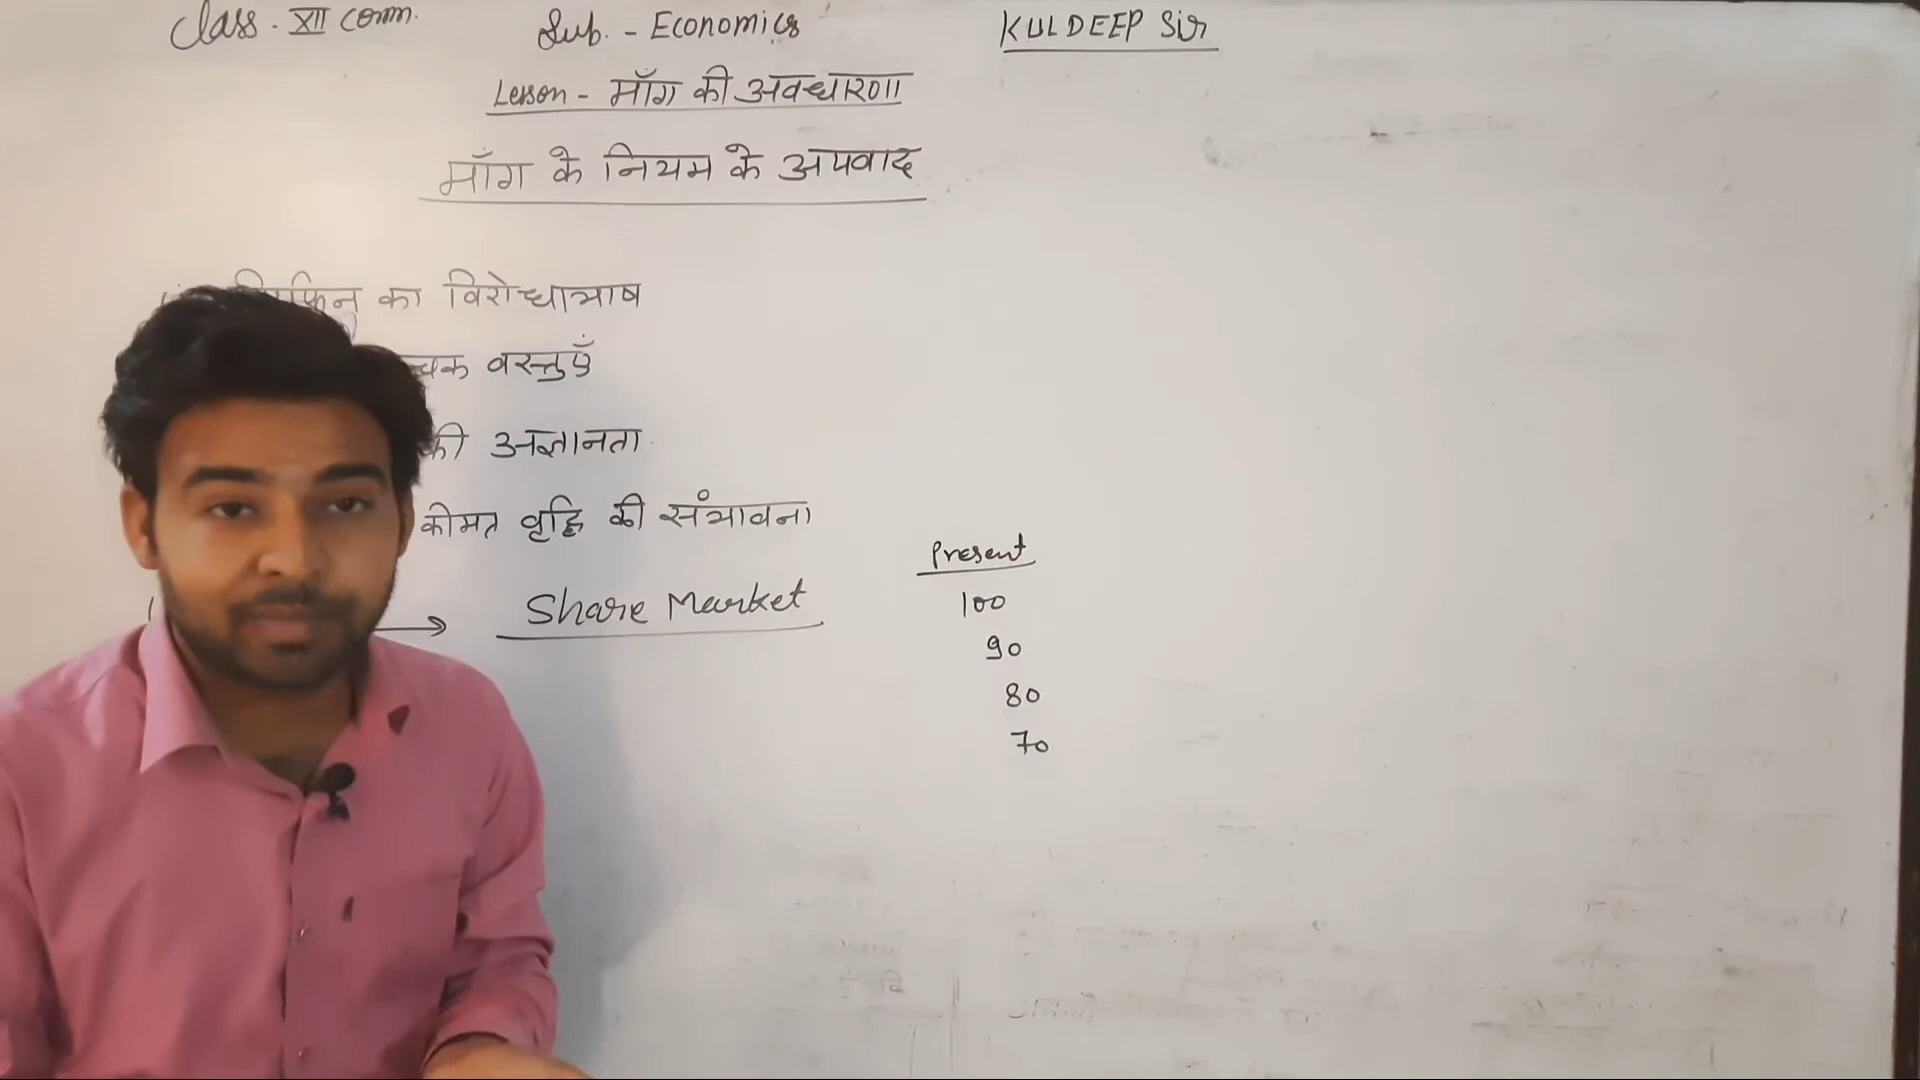 Class. XII comm.
Sub. - Economics
KULDEEP Sir
Lesson - माँग की अवधारणा
माँग के नियम के अपवाद
का विरोधाभाष
वस्तुएँ
की अज्ञानता
कीमत वृद्धि की संभावना
→ Share Market
Present
100
90
80
70